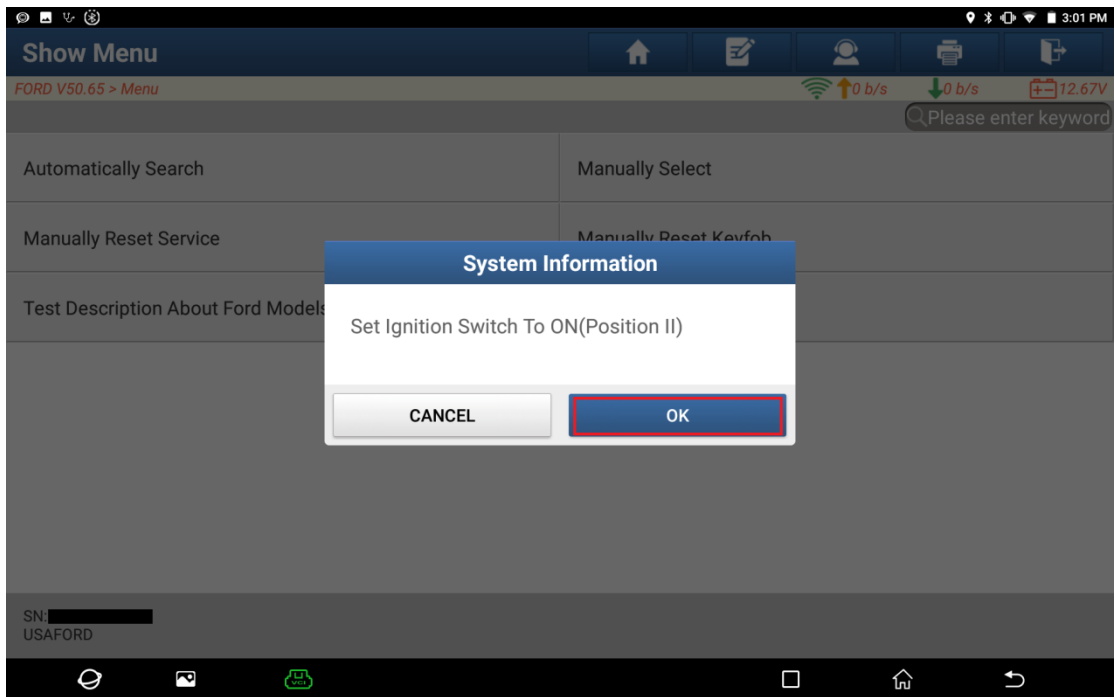 3:01 PM
Show Menu
FORD V50.65 > Menu
0 b/s
0 b/s
12.67V
Please enter keyword
Automatically Search
Manually Select
Manually Reset Service
Manually Reset Keyfob
Test Description About Ford Models
System Information
Set Ignition Switch To ON(Position II)
CANCEL
OK
SN:
USAFORD
VCI